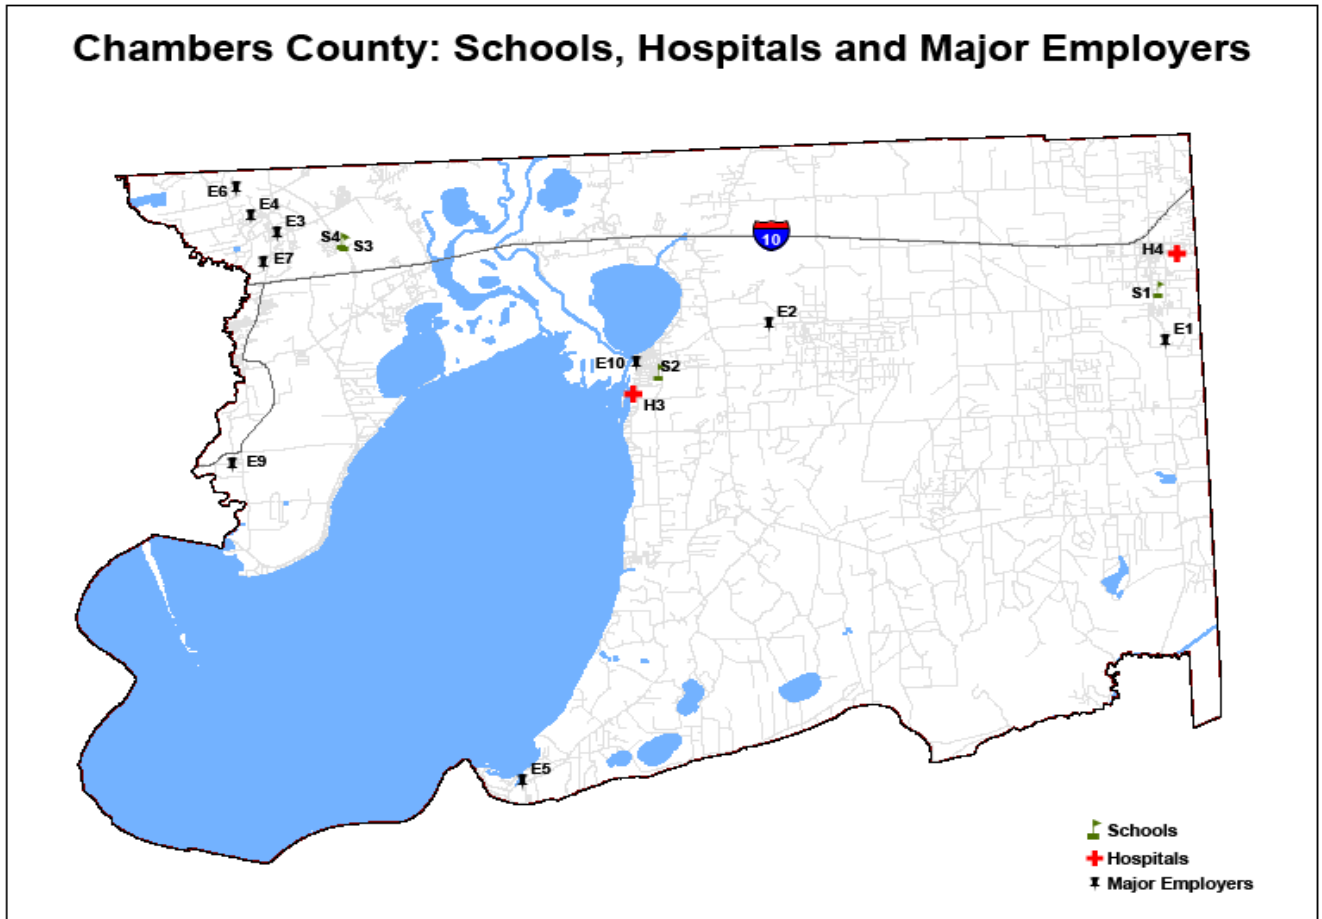 Chambers County: Schools, Hospitals and Major Employers
E6
E4
E3
S4
S3
E7
10
H4
S1
E2
E1
E10
S2
H3
E9
E5
Schools
Hospitals
Major Employers